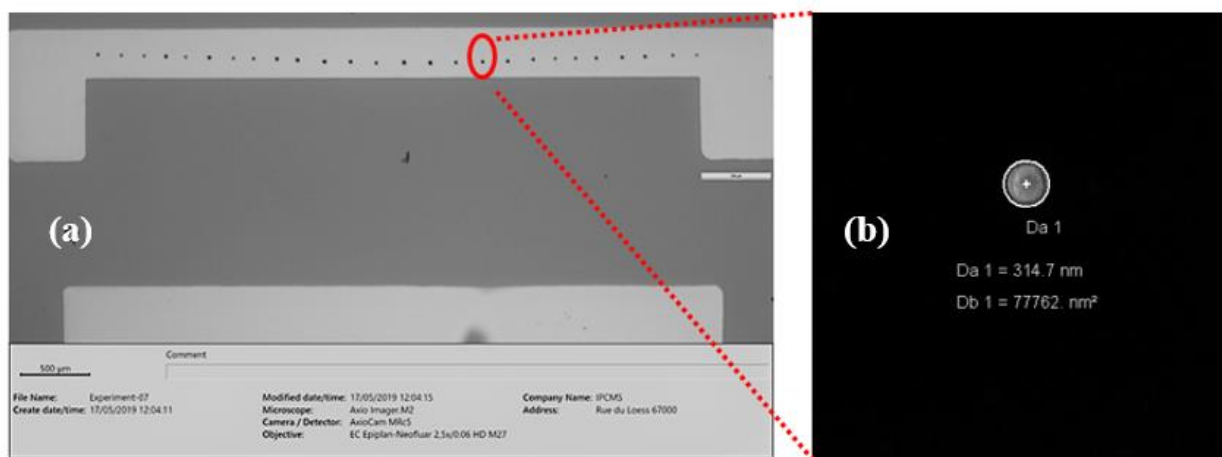 (a)
500 µm
Comment
File Name: Experiment-07
Create date/time: 17/05/2019 12:04:11
Modified date/time: 17/05/2019 12:04:15
Microscope: Axio Imager.M2
Camera / Detector: AxioCam MRc5
Objective: EC Epiplan-Neofluar 2,5x/0.06 HD M27
Company Name: IPCMS
Address: Rue du Loess 67000
(b)
Da 1
Da 1 = 314.7 nm
Db 1 = 77762. nm²